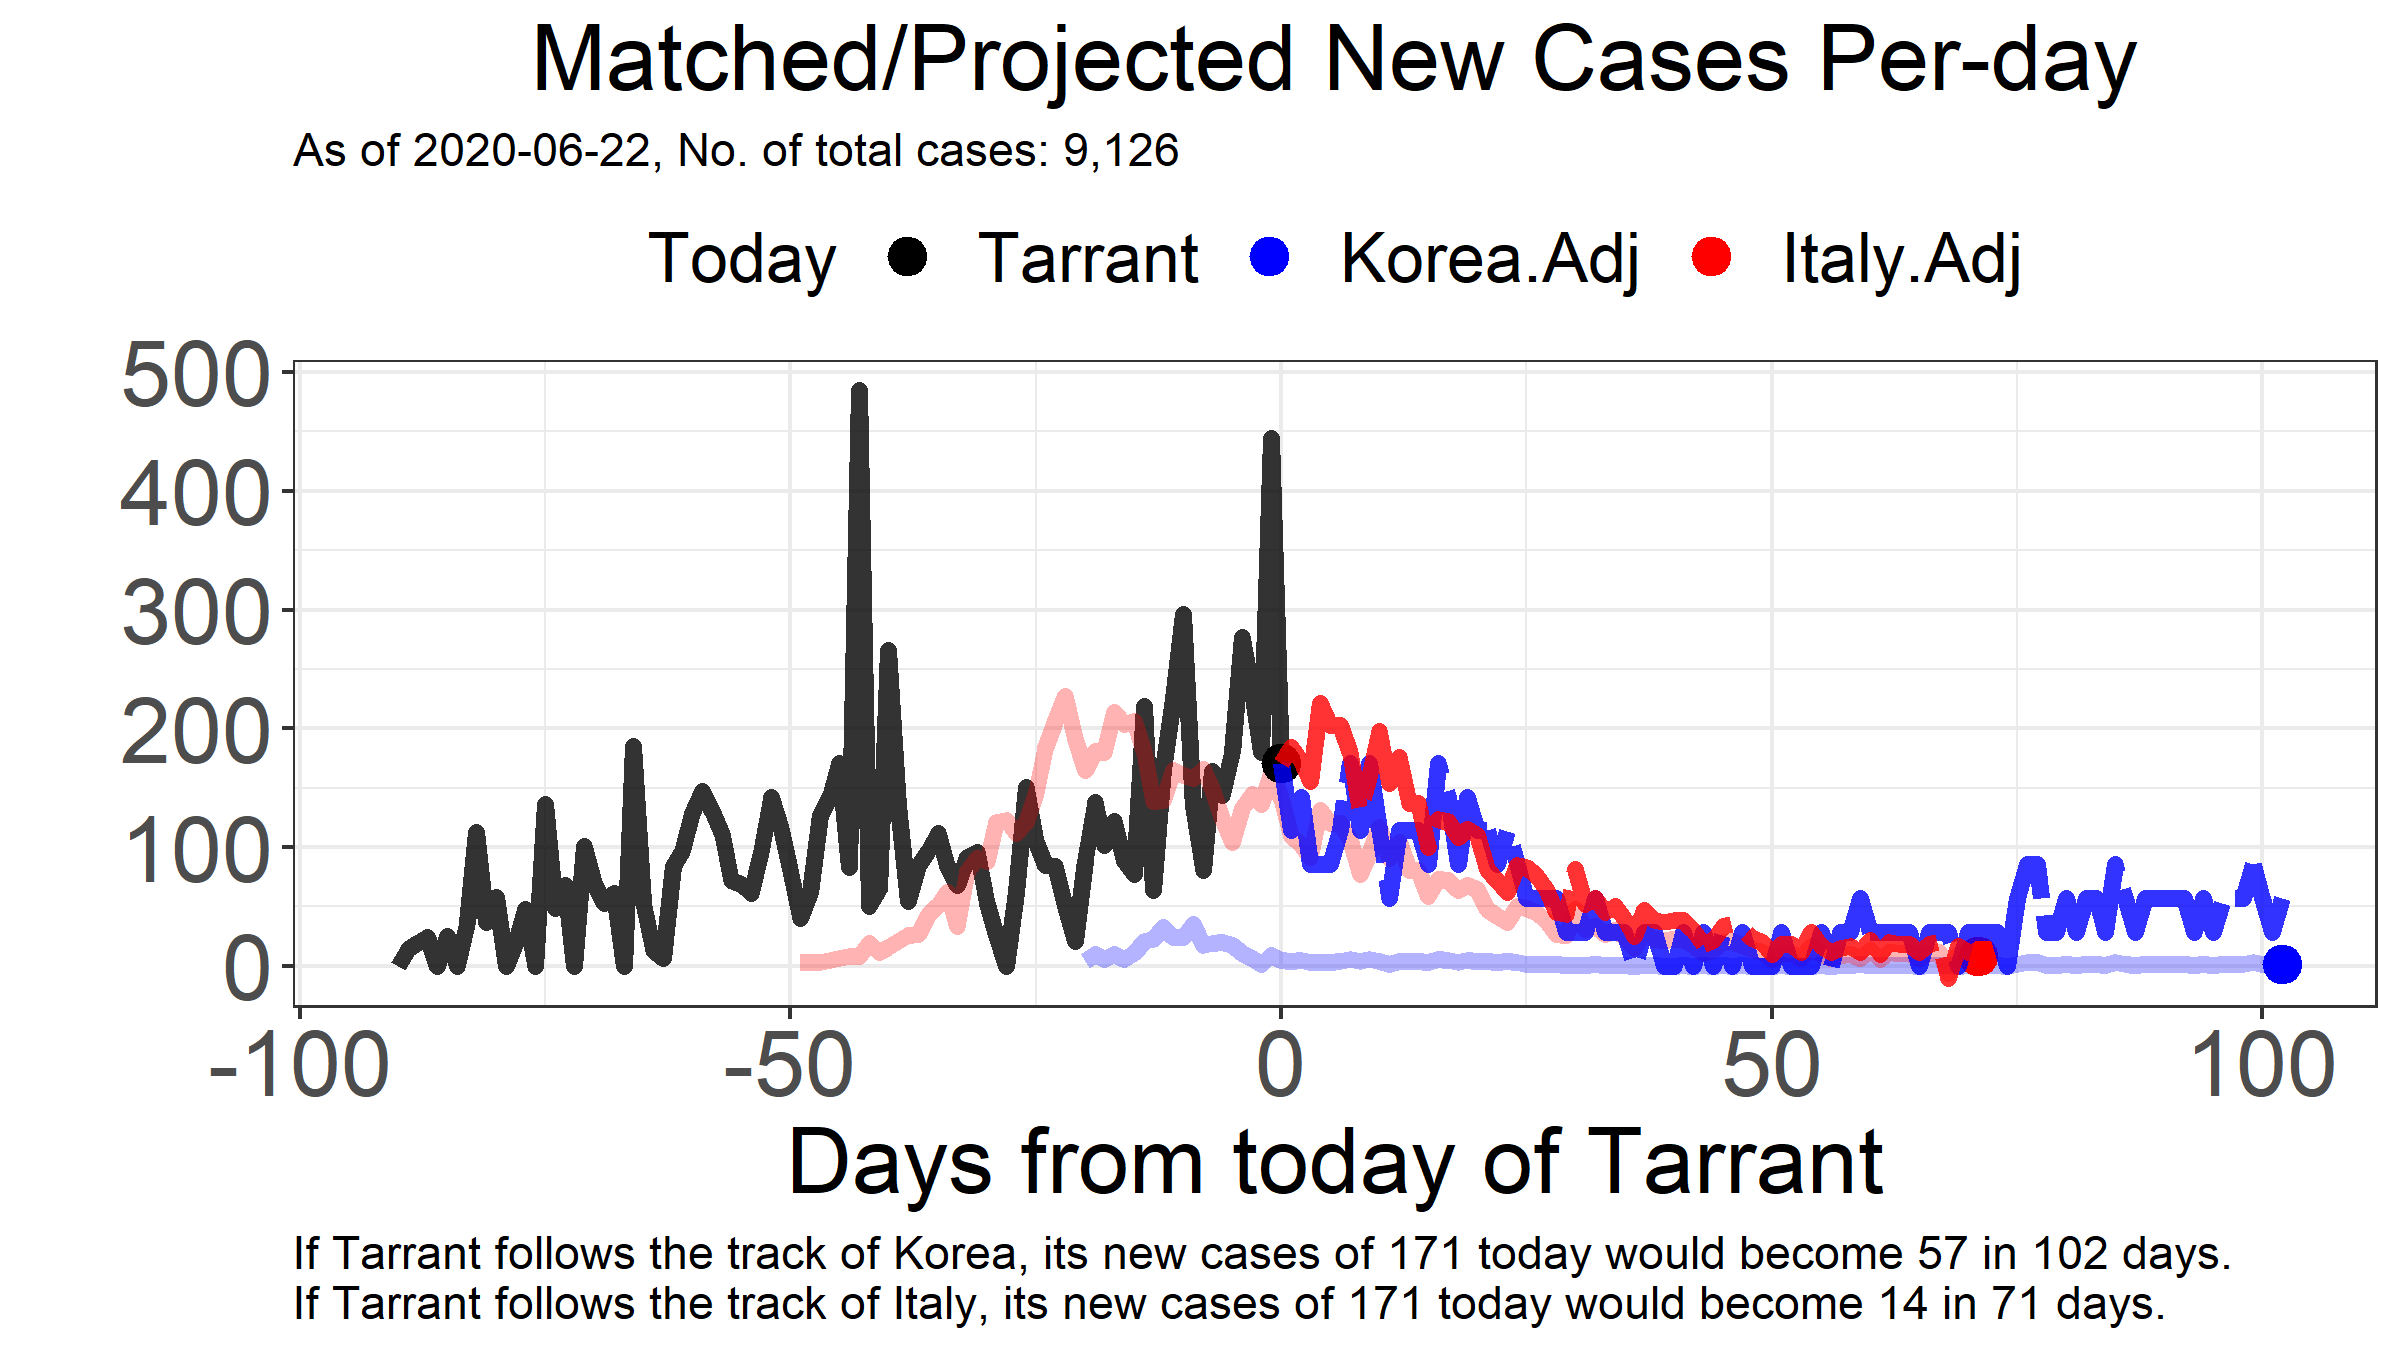 Matched/Projected New Cases Per-day
As of 2020-06-22, No. of total cases: 9,126
Today Tarrant Korea.Adj Italy.Adj
500
400
300
200
100
0
-100 -50 0 50 100
Days from today of Tarrant
If Tarrant follows the track of Korea, its new cases of 171 today would become 57 in 102 days.
If Tarrant follows the track of Italy, its new cases of 171 today would become 14 in 71 days.